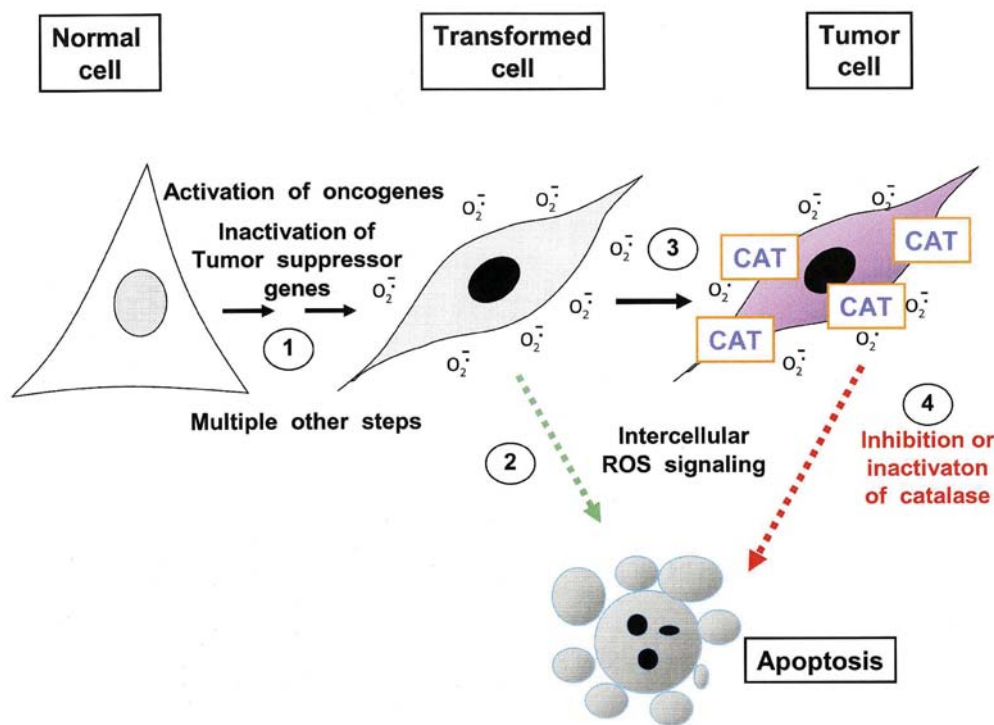 Normal
cell
Transformed
cell
Tumor
cell
Activation of oncogenes
Inactivation of
Tumor suppressor
genes
1
Multiple other steps
O₂•̅
O₂•̅
O₂•̅
O₂•̅
O₂•̅
O₂•̅
O₂•̅
3
O₂•̅
O₂•̅
CAT
CAT
O₂•
CAT
O₂•̅
CAT
O₂•
O₂•̅
2
Intercellular
ROS signaling
4
Inhibition or
inactivaton
of catalase
Apoptosis